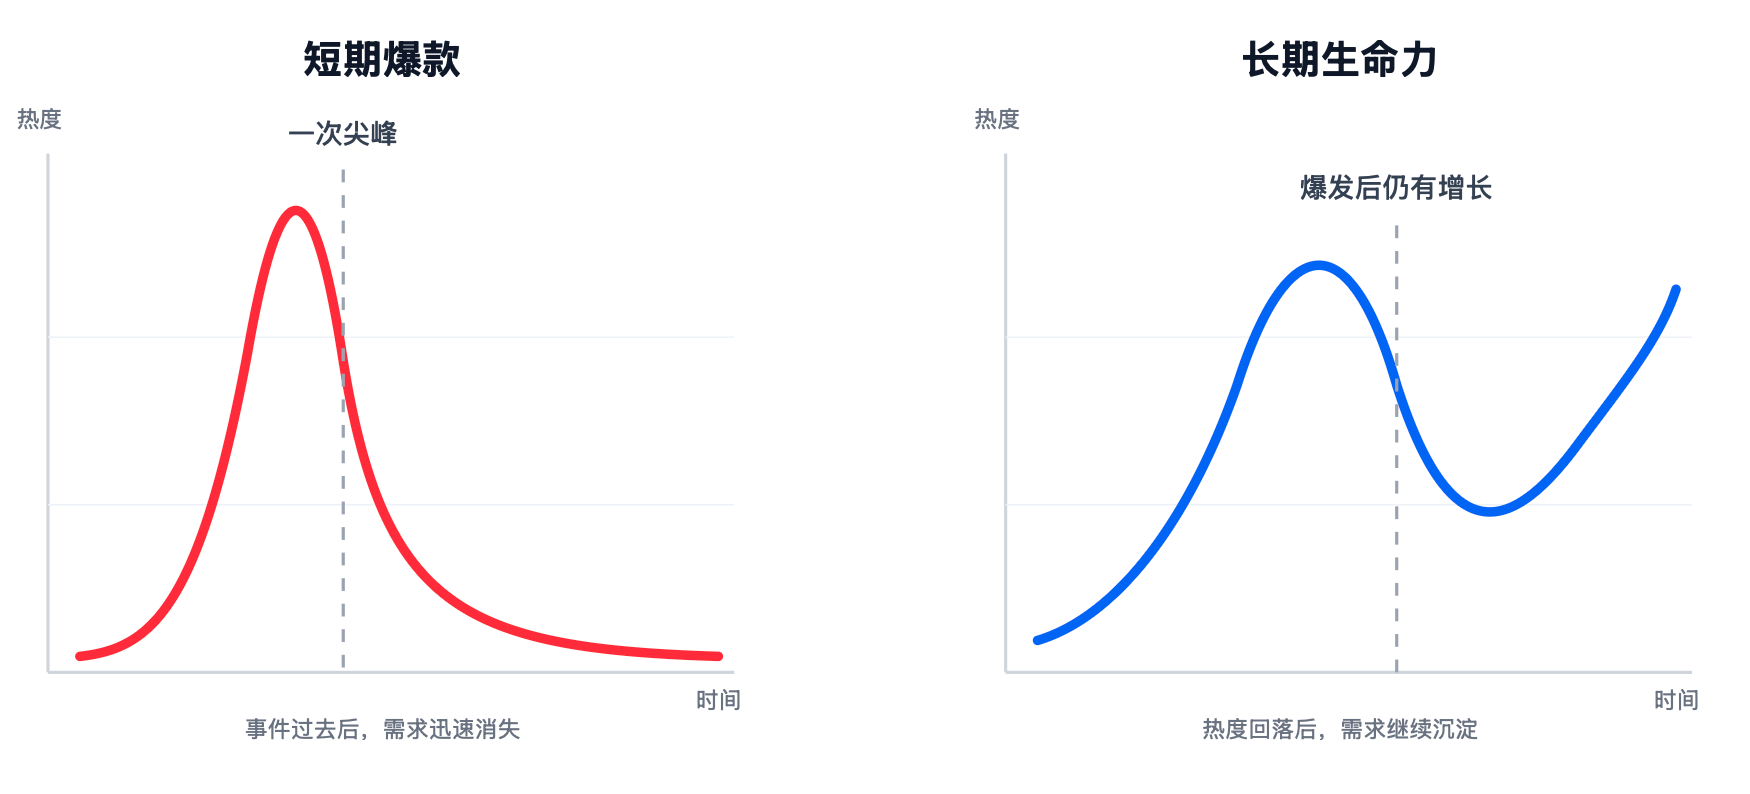 短期爆款
热度
一次尖峰
时间
事件过去后，需求迅速消失
长期生命力
热度
爆发后仍有增长
时间
热度回落后，需求继续沉淀